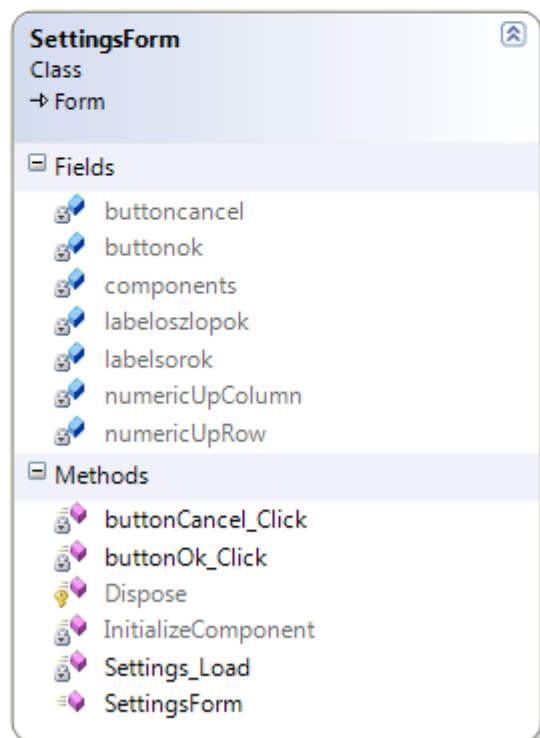 SettingsForm
Class
Form
Fields
buttoncancel
buttonok
components
labeloszlopok
labelsorok
numericUpColumn
numericUpRow
Methods
buttonCancel_Click
buttonOk_Click
Dispose
InitializeComponent
Settings_Load
SettingsForm